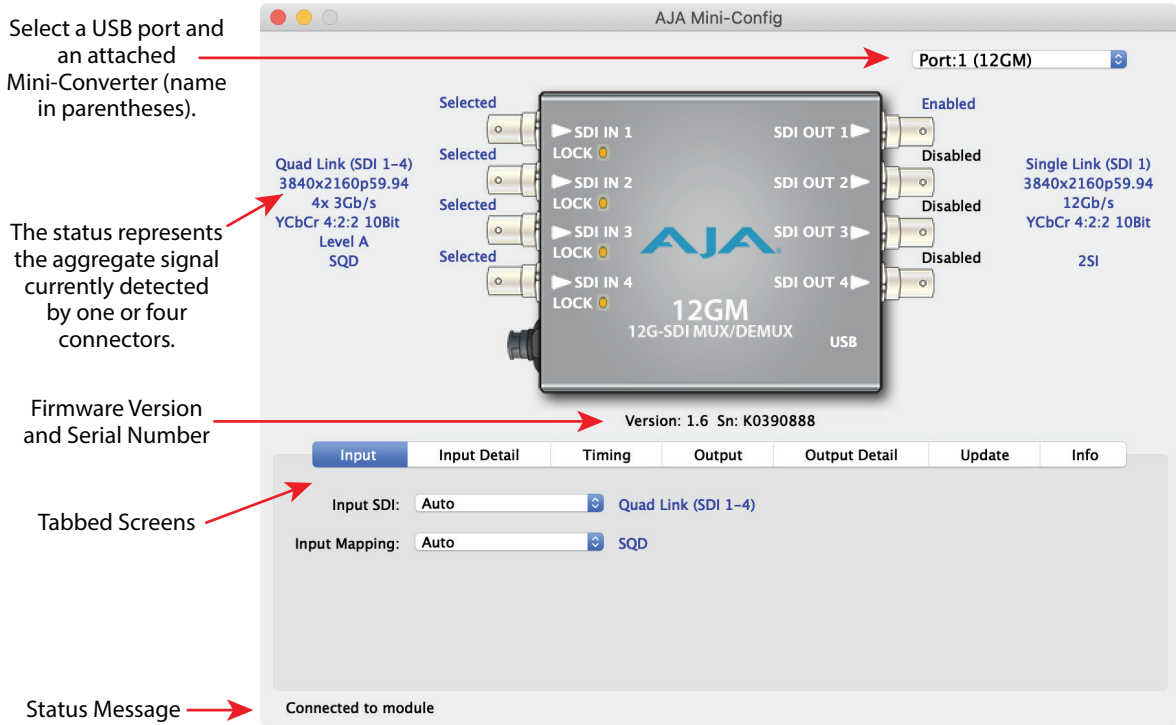 AJA Mini-Config
Select a USB port and
an attached
Mini-Converter (name
in parentheses).
Port:1 (12GM)
Selected
Selected
Selected
Selected
Quad Link (SDI 1-4)
3840x2160p59.94
4x 3Gb/s
YCbCr 4:2:2 10Bit
Level A
SQD
The status represents
the aggregate signal
currently detected
by one or four
connectors.
SDI IN 1
LOCK
SDI IN 2
LOCK
SDI IN 3
LOCK
SDI IN 4
LOCK
SDI OUT 1
SDI OUT 2
SDI OUT 3
SDI OUT 4
AJA
12GM
12G-SDI MUX/DEMUX
USB
Enabled
Disabled
Disabled
Disabled
Single Link (SDI 1)
3840x2160p59.94
12Gb/s
YCbCr 4:2:2 10Bit
2SI
Firmware Version
and Serial Number
Version: 1.6 Sn: K0390888
Input Input Detail Timing Output Output Detail Update Info
Tabbed Screens
Input SDI: Auto Quad Link (SDI 1-4)
Input Mapping: Auto SQD
Status Message
Connected to module